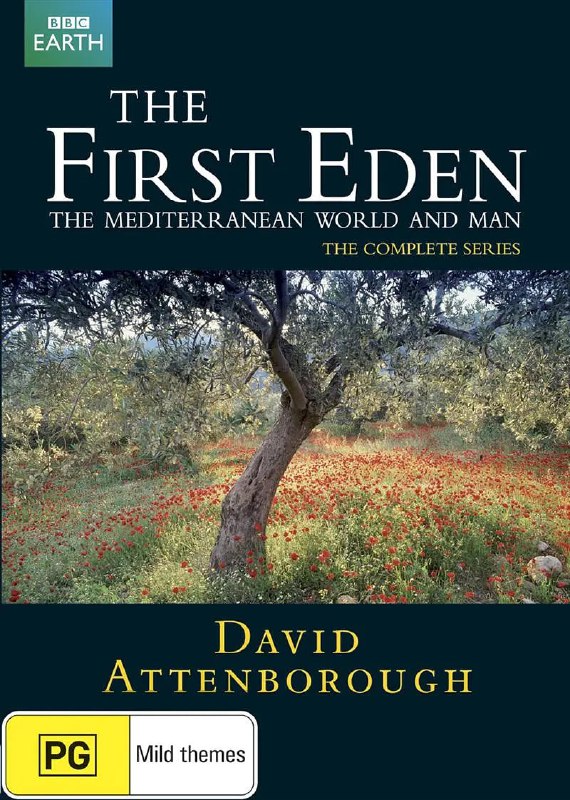 BBC
EARTH
THE
FIRST EDEN
THE MEDITERRANEAN WORLD AND MAN
THE COMPLETE SERIES
DAVID
ATTENBOROUGH
PG
Mild themes